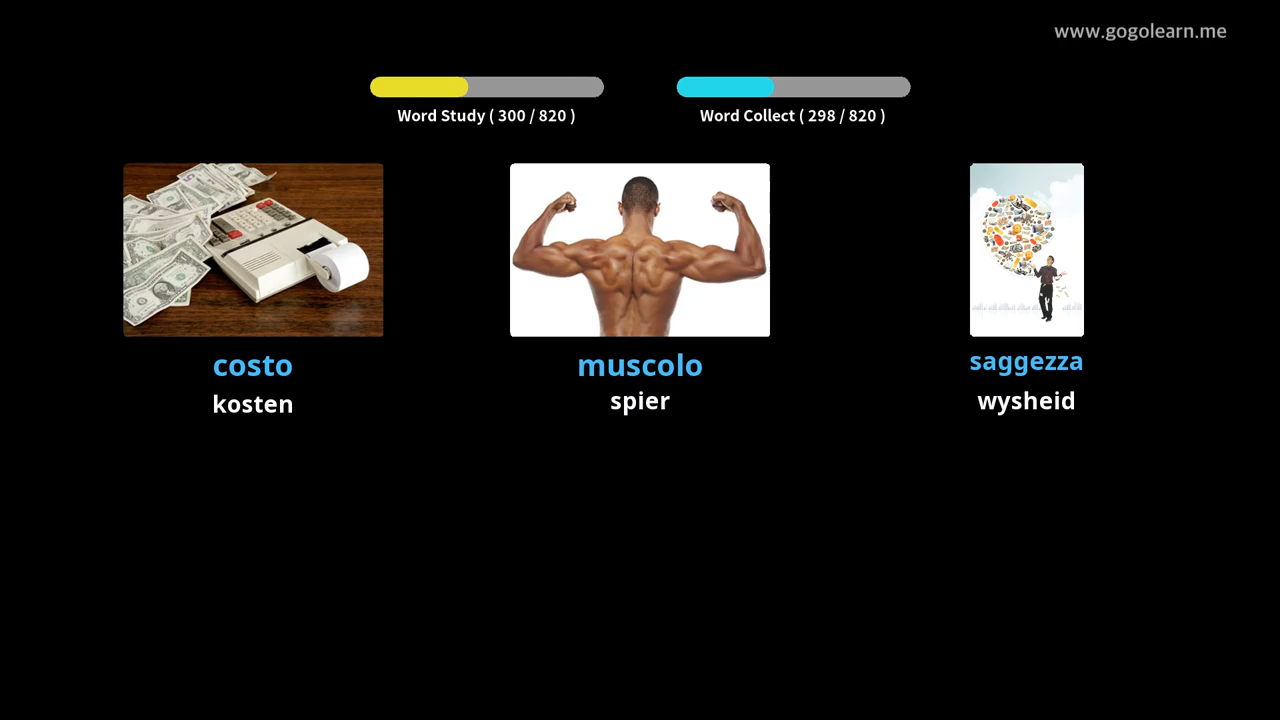 www.gogolearn.me
Word Study ( 300 / 820 )
Word Collect ( 298 / 820 )
costo
kosten
muscolo
spier
saggezza
wysheid